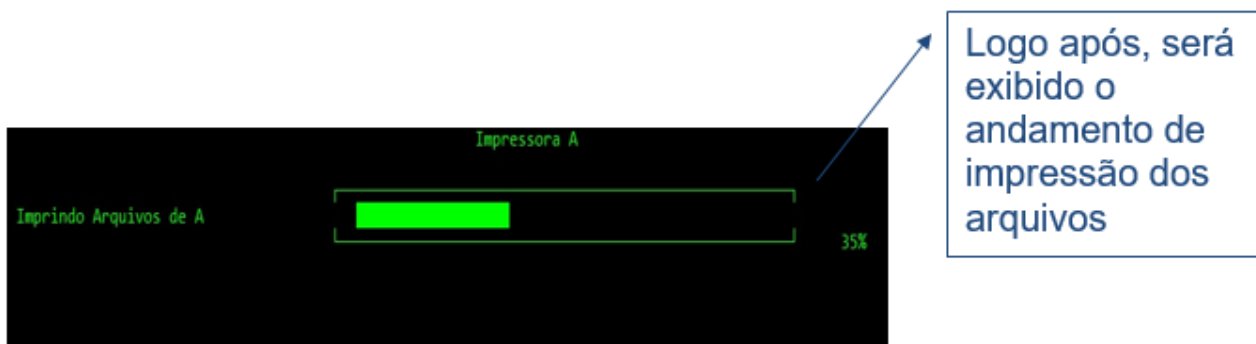 Impressora A
Imprindo Arquivos de A
35%
Logo após, será
exibido o
andamento de
impressão dos
arquivos